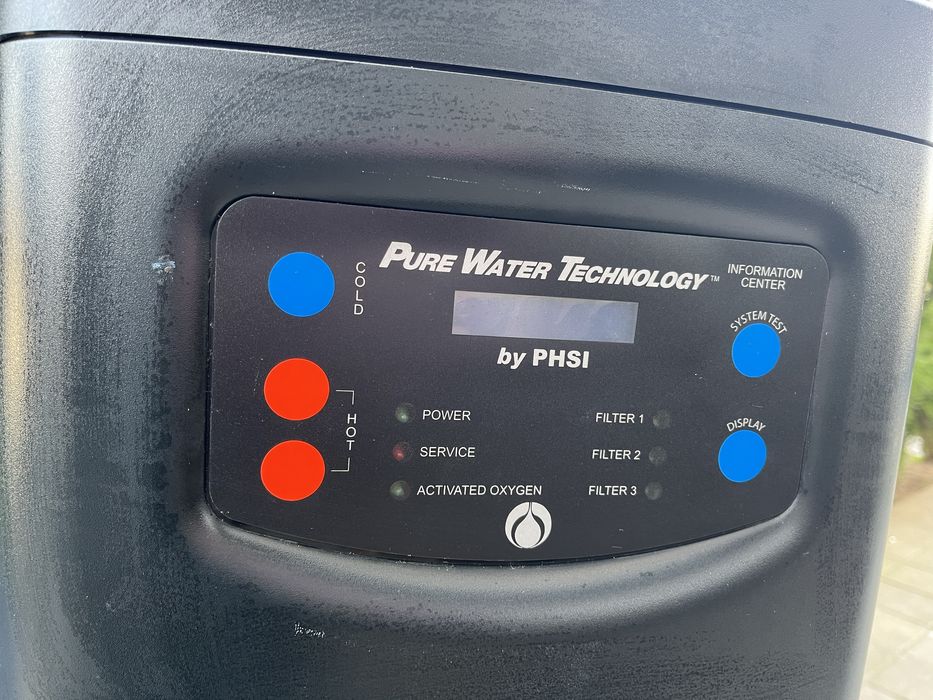 PURE WATER TECHNOLOGY™
by PHSI
COLD
HOT
INFORMATION
CENTER
SYSTEM TEST
DISPLAY
POWER
SERVICE
ACTIVATED OXYGEN
FILTER 1
FILTER 2
FILTER 3